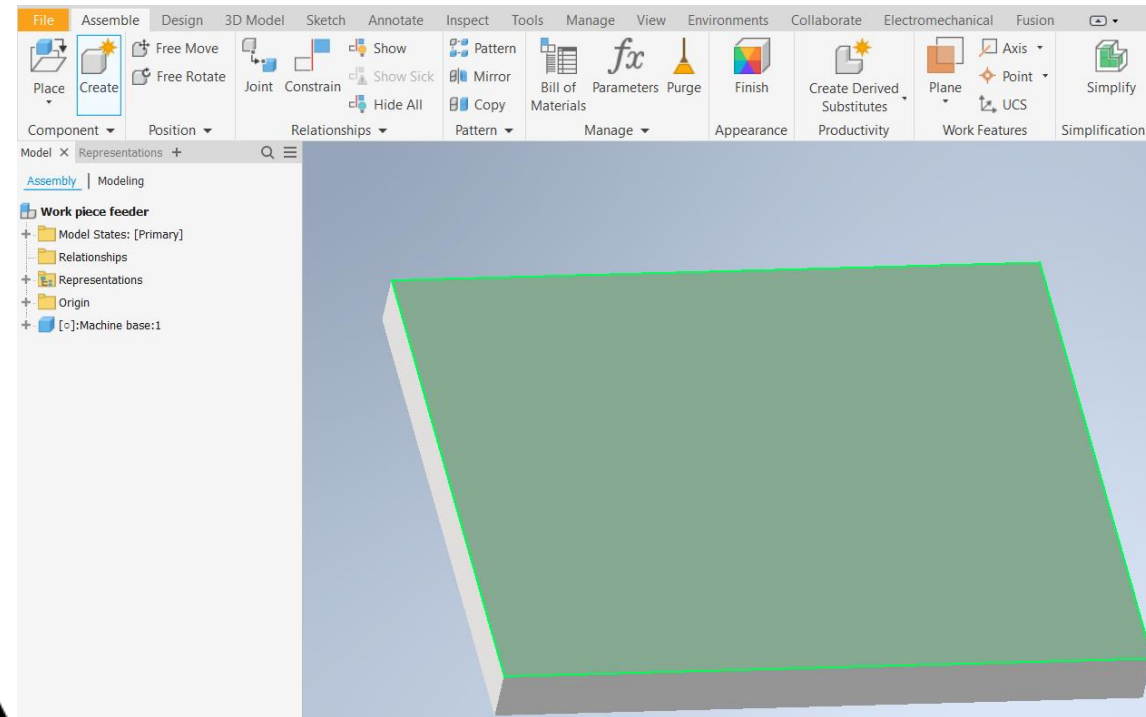 File Assemble Design 3D Model Sketch Annotate Inspect Tools Manage View Environments Collaborate Electromechanical Fusion
Place
Create
Free Move
Free Rotate
Joint
Constrain
Show
Show Sick
Hide All
Pattern
Mirror
Copy
Bill of
Materials
fx
Parameters
Purge
Finish
Create Derived
Substitutes
Plane
Axis
Point
UCS
Simplify
Component Position Relationships Pattern Manage Appearance Productivity Work Features Simplification
Model Representations +
Assembly | Modeling
Work piece feeder
Model States: [Primary]
Relationships
Representations
Origin
[○]:Machine base:1